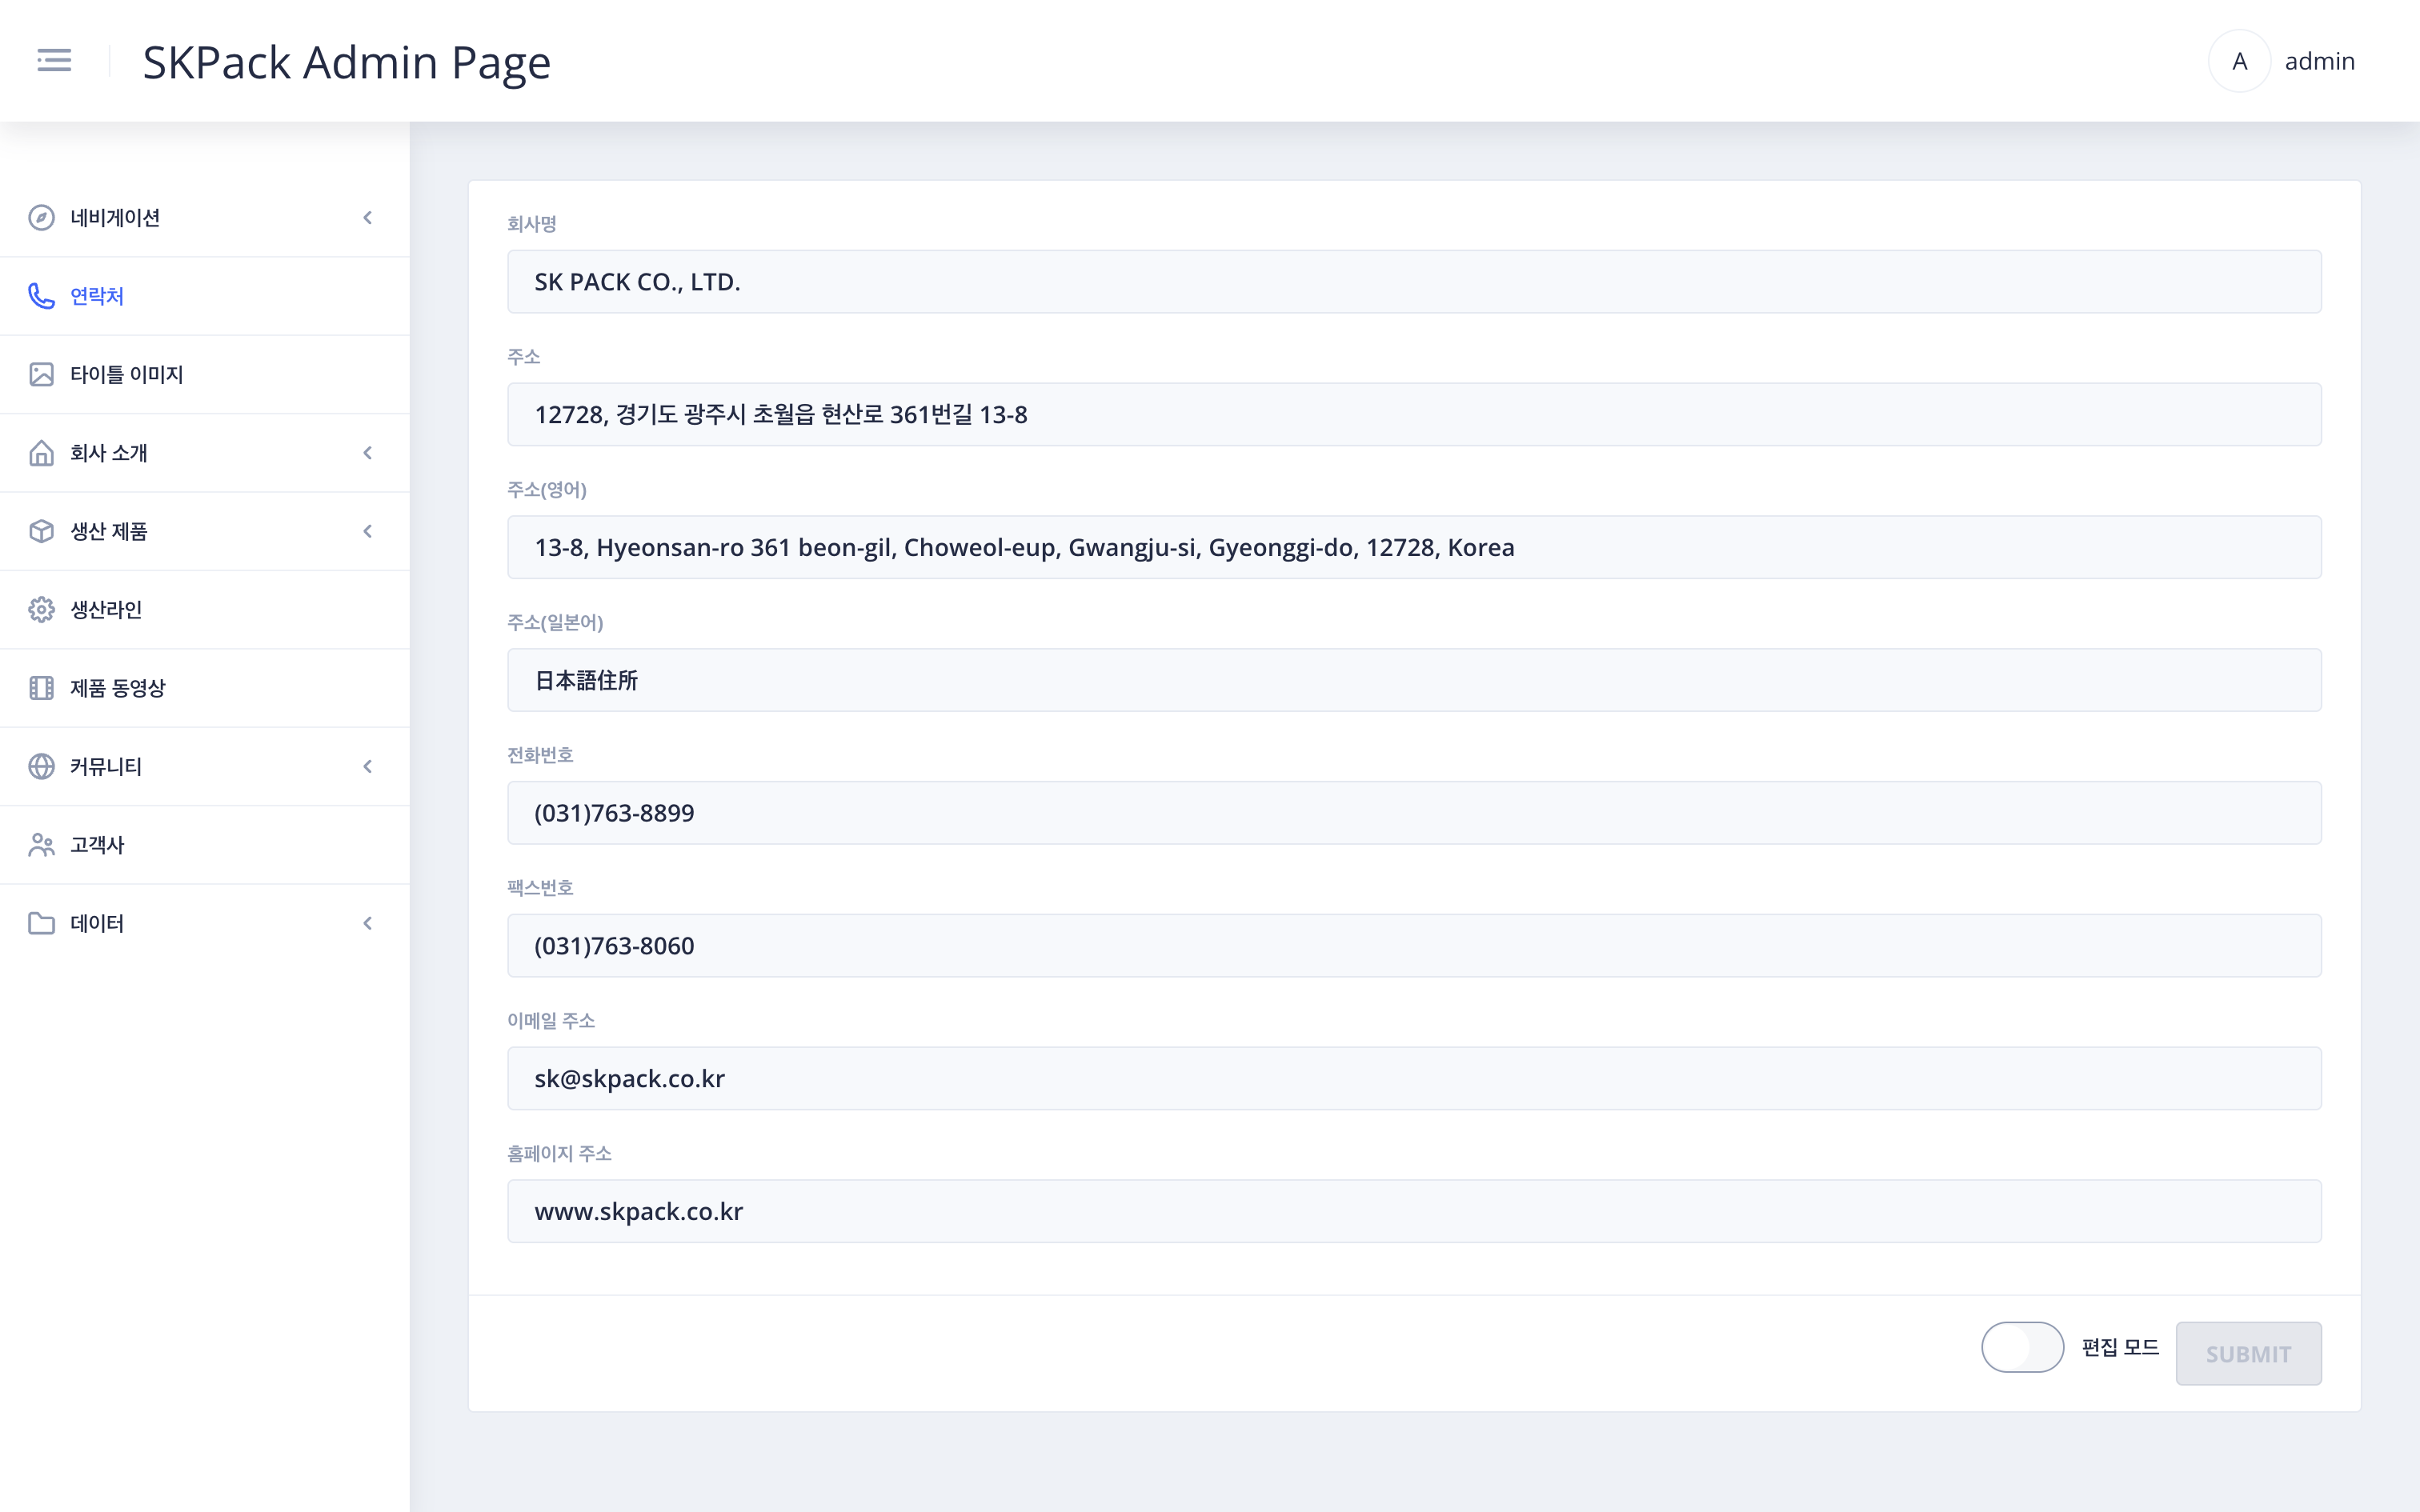 SKPack Admin Page
A
admin
네비게이션
연락처
타이틀 이미지
회사 소개
생산 제품
생산라인
제품 동영상
커뮤니티
고객사
데이터
회사명
SK PACK CO., LTD.
주소
12728, 경기도 광주시 초월읍 현산로 361번길 13-8
주소(영어)
13-8, Hyeonsan-ro 361 beon-gil, Choweol-eup, Gwangju-si, Gyeonggi-do, 12728, Korea
주소(일본어)
日本語住所
전화번호
(031)763-8899
팩스번호
(031)763-8060
이메일 주소
sk@skpack.co.kr
홈페이지 주소
www.skpack.co.kr
편집 모드
SUBMIT